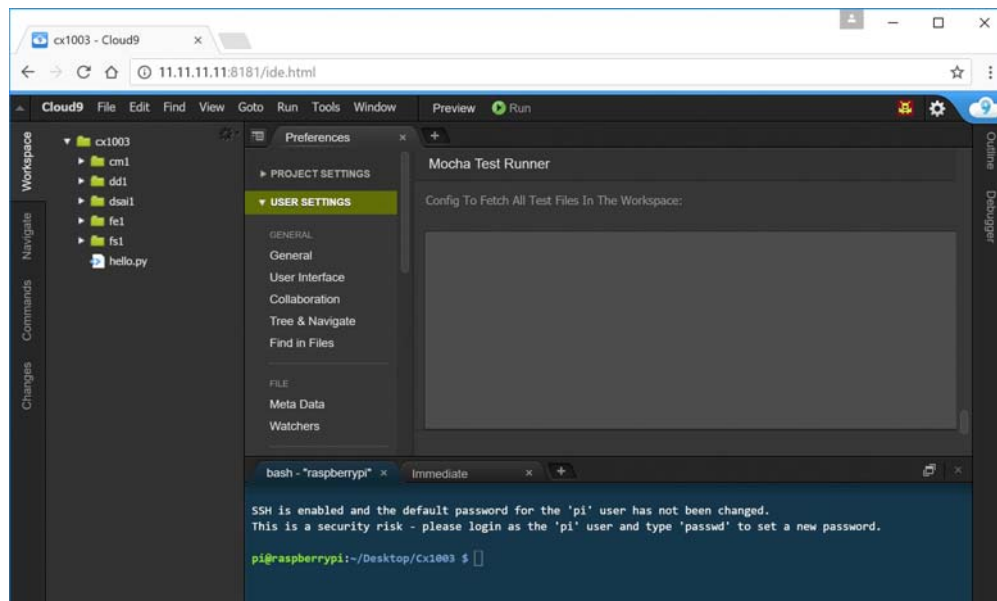 cx1003 - Cloud9
11.11.11.11:8181/ide.html
Cloud9 File Edit Find View Goto Run Tools Window Preview Run
Workspace
Navigate
Commands
Changes
cx1003
cm1
dd1
dsai1
fe1
fs1
hello.py
Preferences
PROJECT SETTINGS
USER SETTINGS
GENERAL
General
User Interface
Collaboration
Tree & Navigate
Find in Files
FILE
Meta Data
Watchers
Mocha Test Runner
Config To Fetch All Test Files In The Workspace:
Outline
Debugger
bash - "raspberrypi" Immediate
SSH is enabled and the default password for the 'pi' user has not been changed.
This is a security risk - please login as the 'pi' user and type 'passwd' to set a new password.
pi@raspberrypi:~/Desktop/Cx1003 $